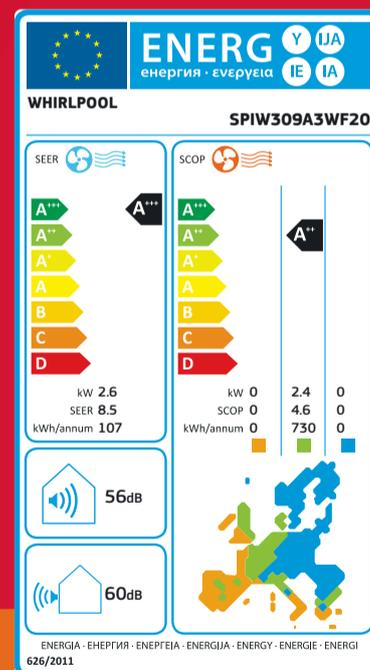 ENERG
енергия · ενεργεια
Y IJA
IE IA
WHIRLPOOL
SPIW309A3WF20
SEER
A+++
A+++
A++
A+
A
B
C
D
kW 2.6
SEER 8.5
kWh/annum 107
SCOP
A+++
A++
A++
A+
A
B
C
D
kW 0 2.4 0
SCOP 0 4.6 0
kWh/annum 0 730 0
56dB
60dB
ENERGIA · ЕНЕРГИЯ · ΕΝΕΡΓΕΙΑ · ENERGIJA · ENERGY · ENERGIE · ENERGI
626/2011